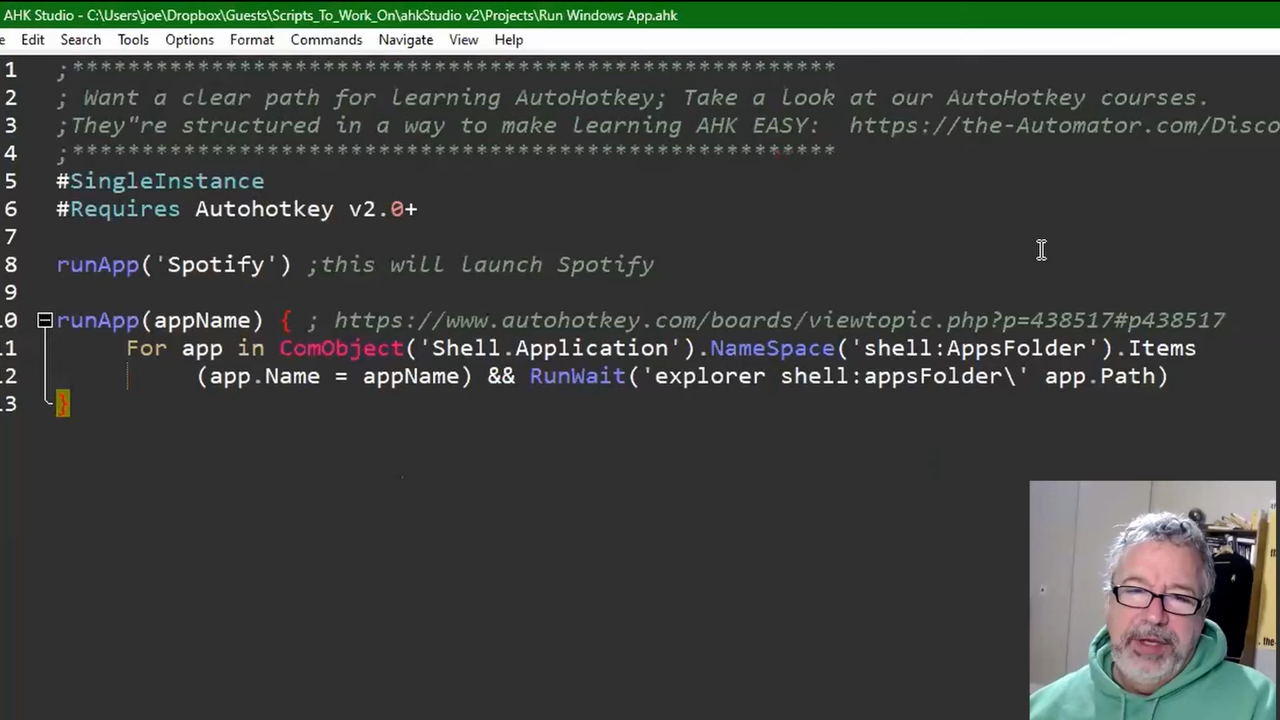 AHK Studio - C:\Users\joe\Dropbox\Guests\Scripts_To_Work_On\ahkStudio v2\Projects\Run Windows App.ahk
e Edit Search Tools Options Format Commands Navigate View Help
1 ;*******************************************************
2 ; Want a clear path for learning AutoHotkey; Take a look at our AutoHotkey courses.
3 ;They"re structured in a way to make learning AHK EASY: https://the-Automator.com/Disco
4 ;*******************************************************
5 #SingleInstance
6 #Requires Autohotkey v2.0+
7
8 runApp('Spotify') ;this will launch Spotify
9
10 runApp(appName) { ; https://www.autohotkey.com/boards/viewtopic.php?p=438517#p438517
11 For app in ComObject('Shell.Application').NameSpace('shell:AppsFolder').Items
12 (app.Name = appName) && RunWait('explorer shell:appsFolder\' app.Path)
13 }